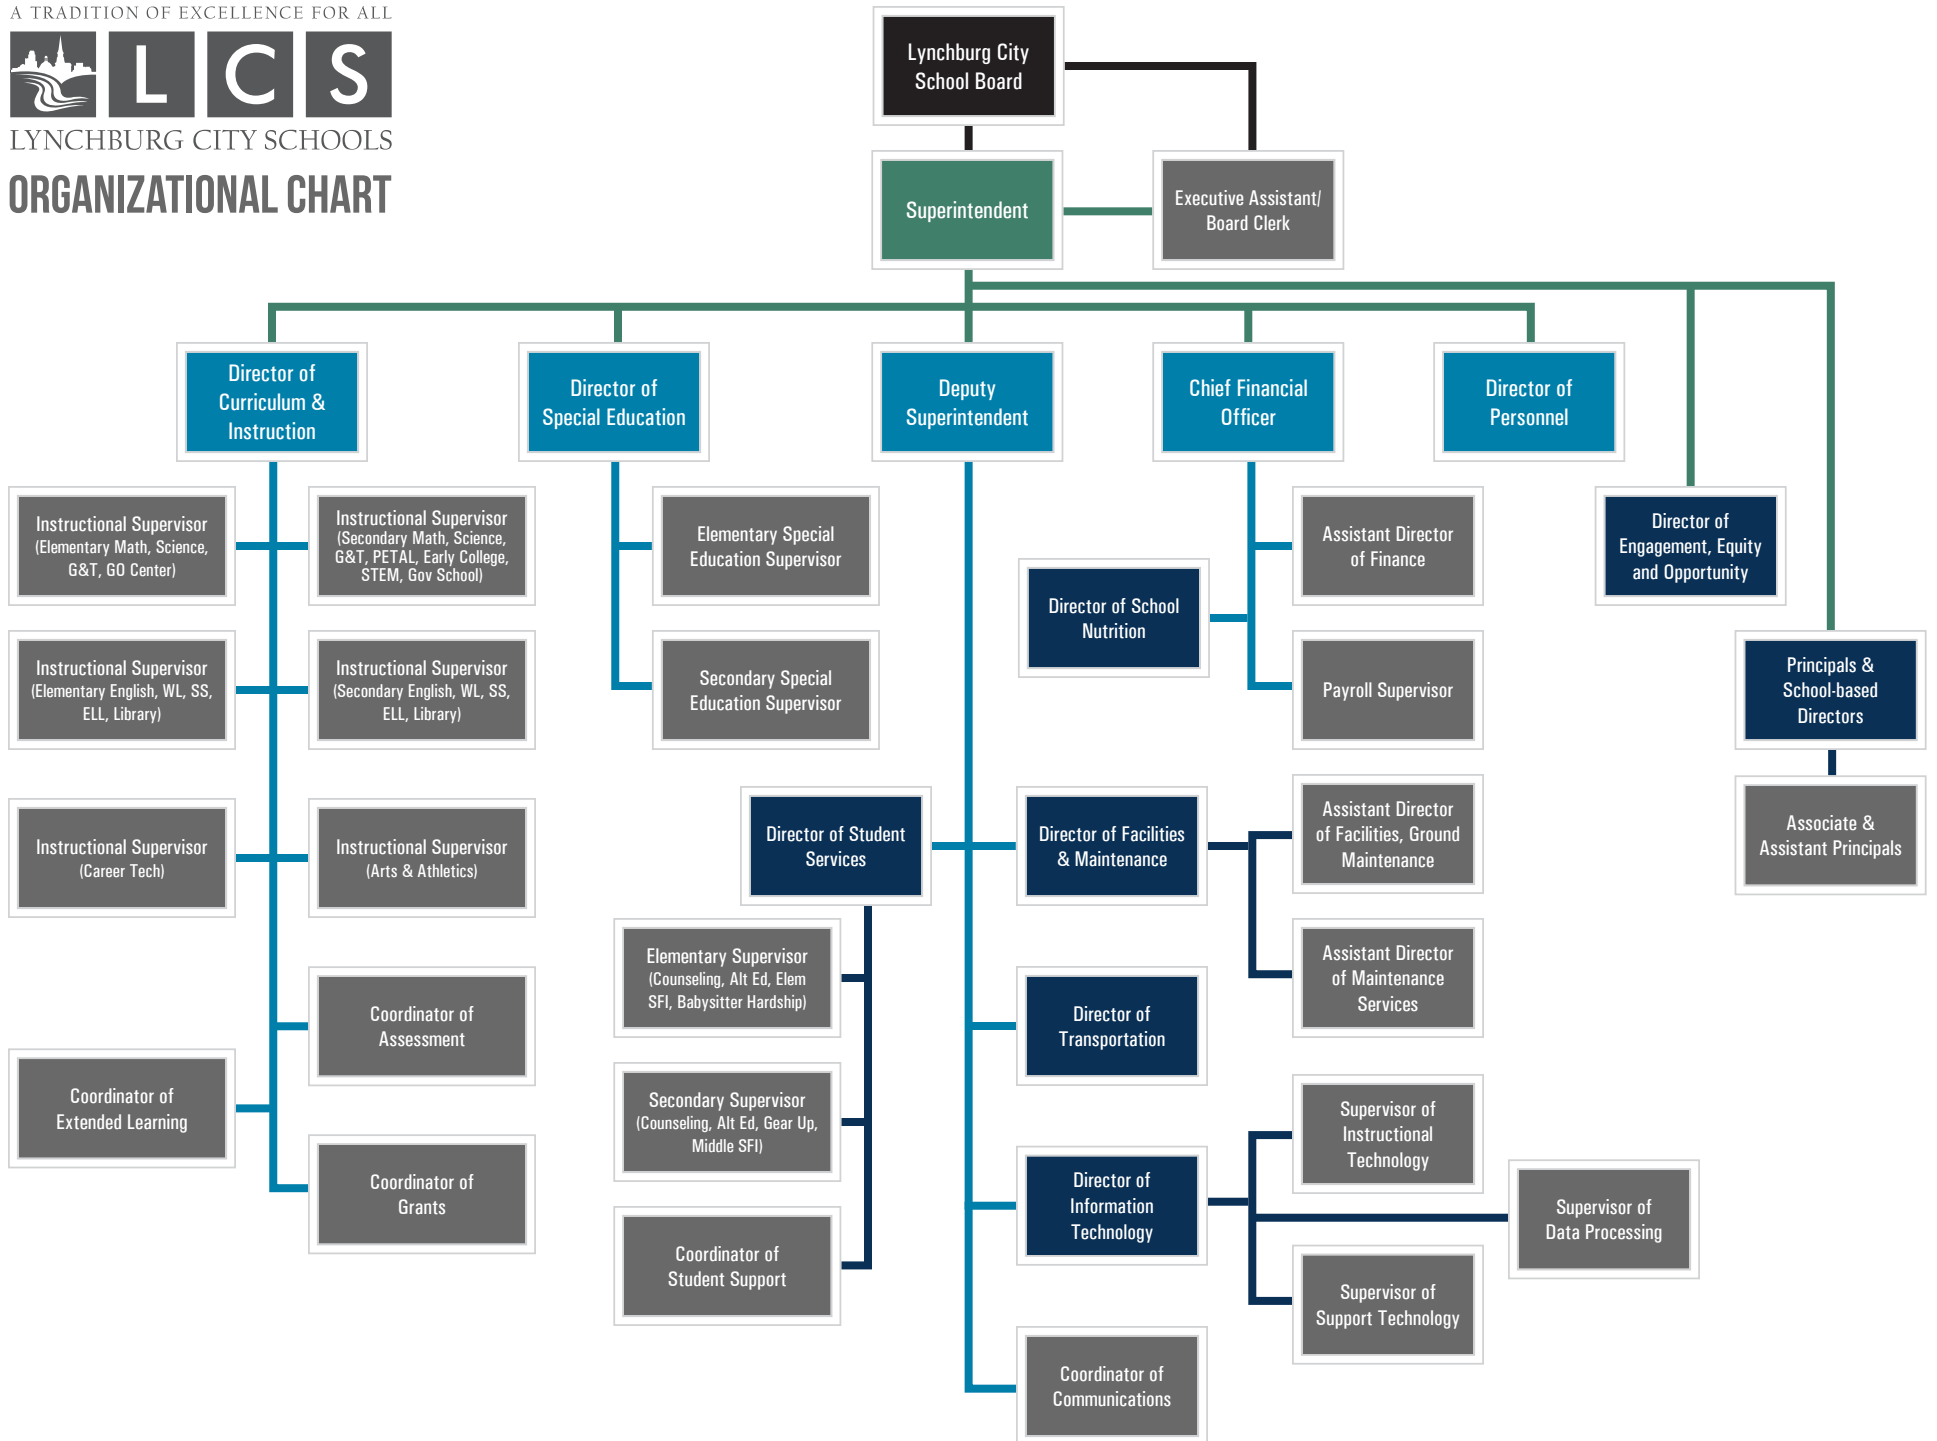 A TRADITION OF EXCELLENCE FOR ALL
L C S
LYNCHBURG CITY SCHOOLS
ORGANIZATIONAL CHART
Lynchburg City
School Board
Superintendent
Executive Assistant/
Board Clerk
Director of
Curriculum &
Instruction
Director of
Special Education
Deputy
Superintendent
Chief Financial
Officer
Director of
Personnel
Instructional Supervisor
(Elementary Math, Science,
G&T, GO Center)
Instructional Supervisor
(Secondary Math, Science,
G&T, PETAL, Early College,
STEM, Gov School)
Elementary Special
Education Supervisor
Assistant Director
of Finance
Director of
Engagement, Equity
and Opportunity
Director of School
Nutrition
Instructional Supervisor
(Elementary English, WL, SS,
ELL, Library)
Instructional Supervisor
(Secondary English, WL, SS,
ELL, Library)
Secondary Special
Education Supervisor
Payroll Supervisor
Principals &
School-based
Directors
Instructional Supervisor
(Career Tech)
Instructional Supervisor
(Arts & Athletics)
Director of Student
Services
Director of Facilities
& Maintenance
Assistant Director
of Facilities, Ground
Maintenance
Associate &
Assistant Principals
Elementary Supervisor
(Counseling, Alt Ed, Elem
SFI, Babysitter Hardship)
Assistant Director
of Maintenance
Services
Coordinator of
Assessment
Director of
Transportation
Coordinator of
Extended Learning
Secondary Supervisor
(Counseling, Alt Ed, Gear Up,
Middle SFI)
Supervisor of
Instructional
Technology
Coordinator of
Grants
Director of
Information
Technology
Supervisor of
Data Processing
Coordinator of
Student Support
Supervisor of
Support Technology
Coordinator of
Communications